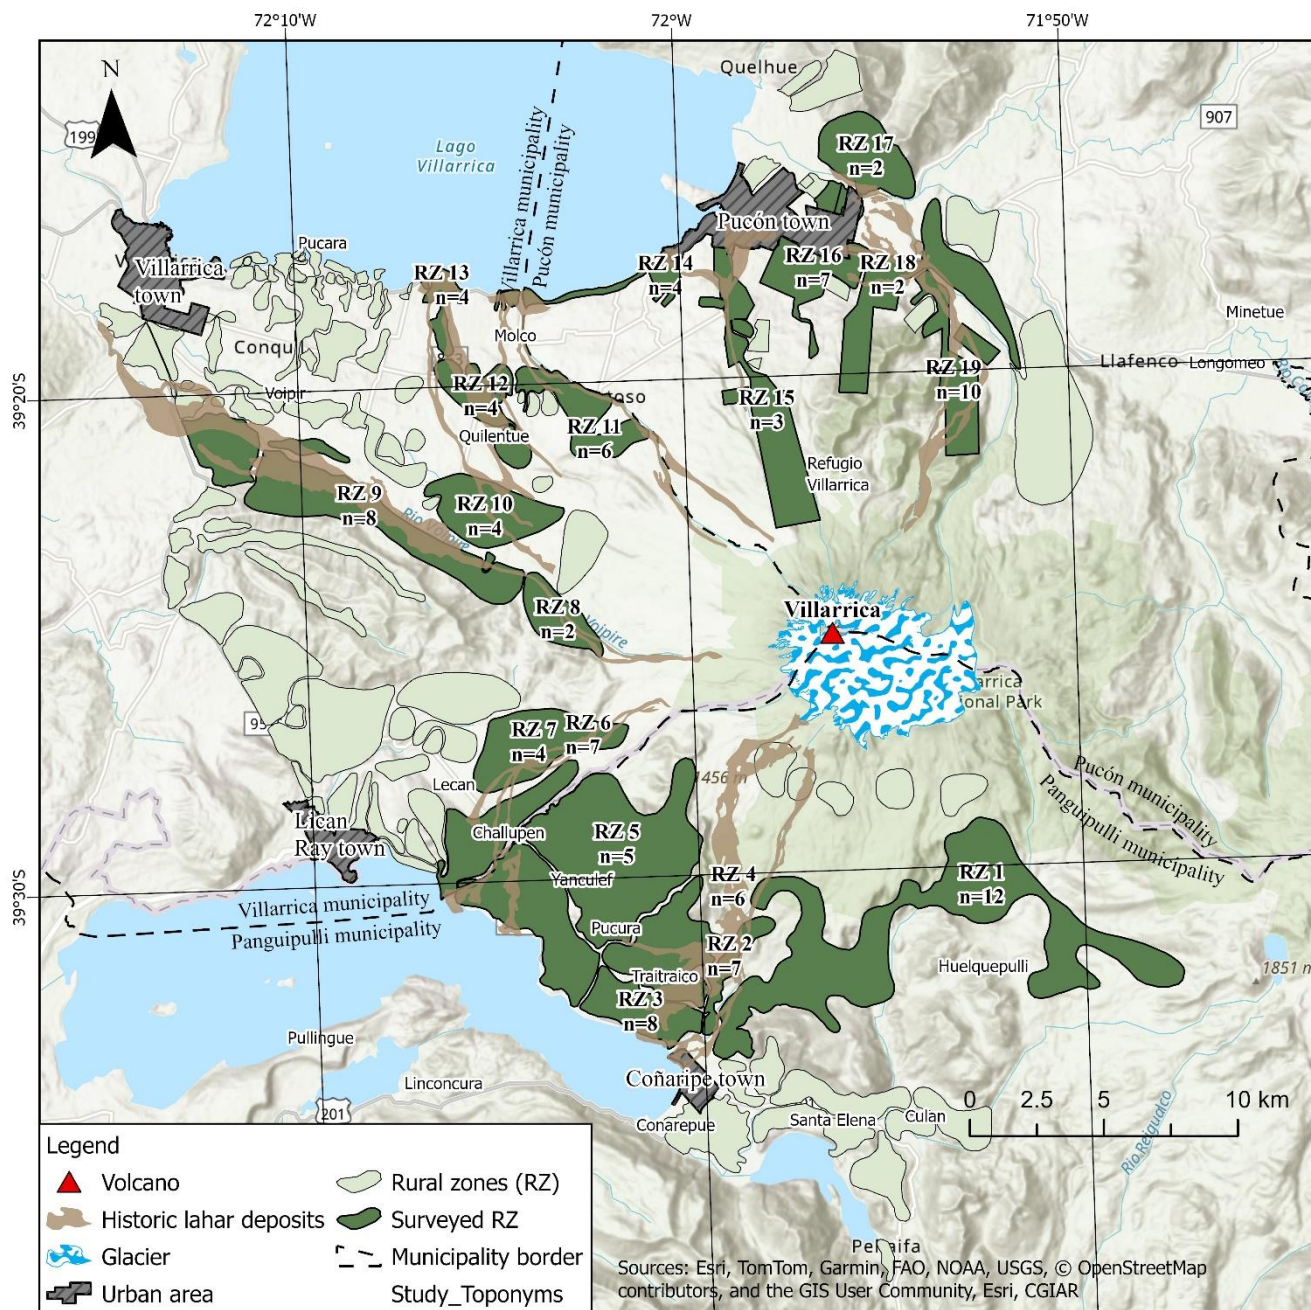 72°10'W
72°W
71°50'W
N
Quelhue
199
907
Lago
Villarrica
Villarrica municipality
Pucón municipality
RZ 17
n=2
Pucón town
Pucara
Villarrica
town
RZ 13
n=4
RZ 14
n=4
RZ 16
n=7
RZ 18
n=2
Minetue
Molco
Conquil
Llafenco
Longomeo
Voipir
RZ 12
n=4
RZ 19
n=10
39°20'S
RZ 15
n=3
RZ 11
n=6
Quilentue
Refugio
Villarrica
RZ 9
n=8
RZ 10
n=4
RZ 8
n=2
Voipire
Villarrica
RZ 7
n=4
RZ 6
n=7
1456 m
Lecan
Pucón municipality
Panguipulli municipality
Lican
Ray town
Challupen
RZ 5
n=5
Yanculef
RZ 4
n=6
RZ 1
n=12
39°30'S
Villarrica municipality
Panguipulli municipality
Pucura
RZ 2
n=7
Traitraico
Huelquepulli
1851 m
RZ 3
n=8
Pullingue
Coñaripe town
Linconcura
201
Conarepue
Santa Elena
Culan
0 2.5 5 10 km
Rio Reigualco
Legend
Volcano
Historic lahar deposits
Glacier
Urban area
Rural zones (RZ)
Surveyed RZ
Municipality border
Study_Toponyms
Sources: Esri, TomTom, Garmin, FAO, NOAA, USGS, © OpenStreetMap
contributors, and the GIS User Community, Esri, CGIAR